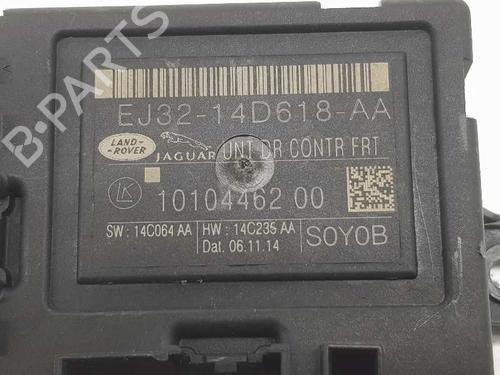 EJ32-14D618-AA
LAND-ROVER
JAGUAR UNT DR CONTR FRT
LK
10104462 00
SW : 14C064 AA HW : 14C235 AA
Dat. 06.11.14
S0Y0B
B-PARTS